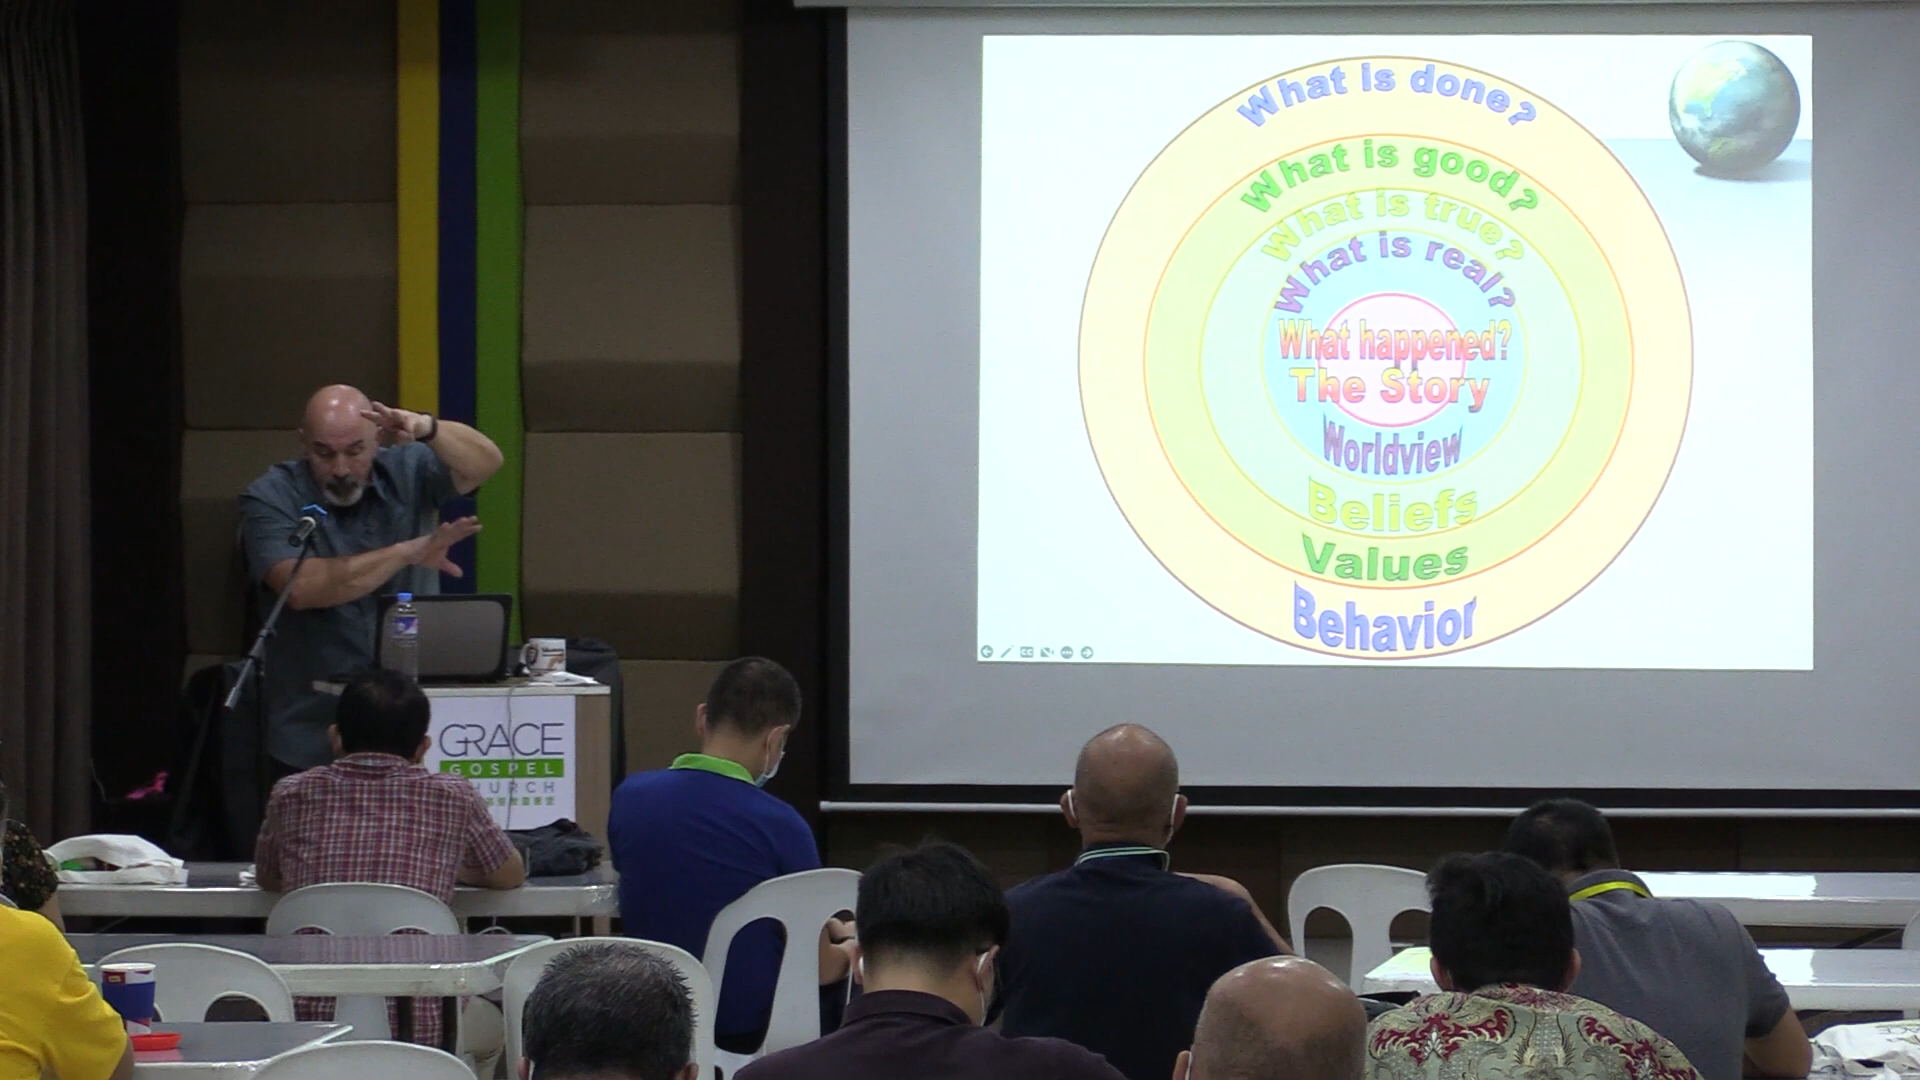 What is done?
What is good?
What is true?
What is real?
What happened?
The Story
Worldview
Beliefs
Values
Behavior
GRACE
GOSPEL
CHURCH